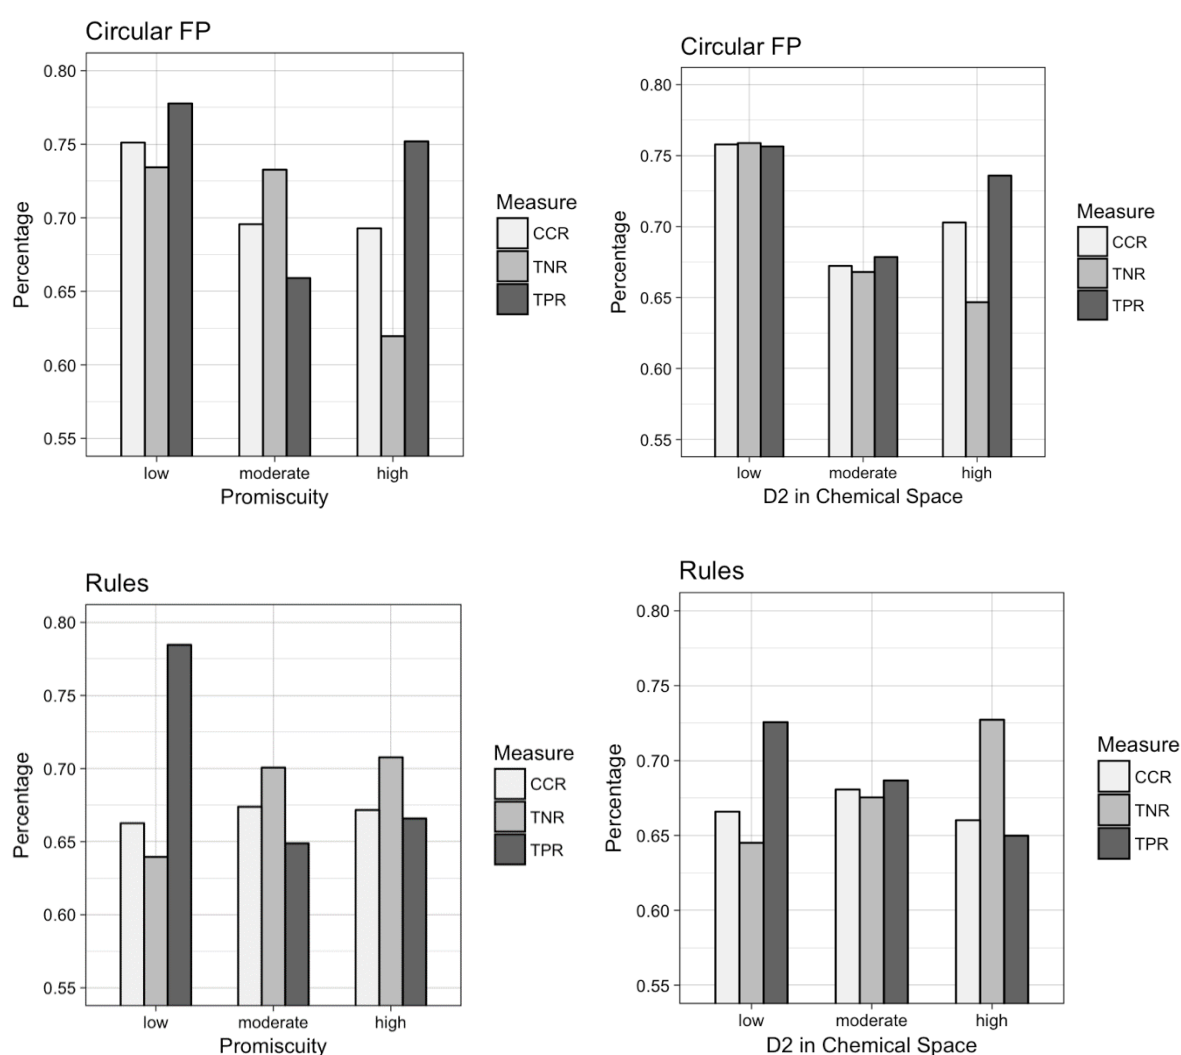 Circular FP
0.80
0.75
0.70
0.65
0.60
0.55
Percentage
low moderate high
Promiscuity
Measure
CCR
TNR
TPR
Circular FP
0.80
0.75
0.70
0.65
0.60
0.55
Percentage
low moderate high
D2 in Chemical Space
Measure
CCR
TNR
TPR
Rules
0.80
0.75
0.70
0.65
0.60
0.55
Percentage
low moderate high
Promiscuity
Measure
CCR
TNR
TPR
Rules
0.80
0.75
0.70
0.65
0.60
0.55
Percentage
low moderate high
D2 in Chemical Space
Measure
CCR
TNR
TPR